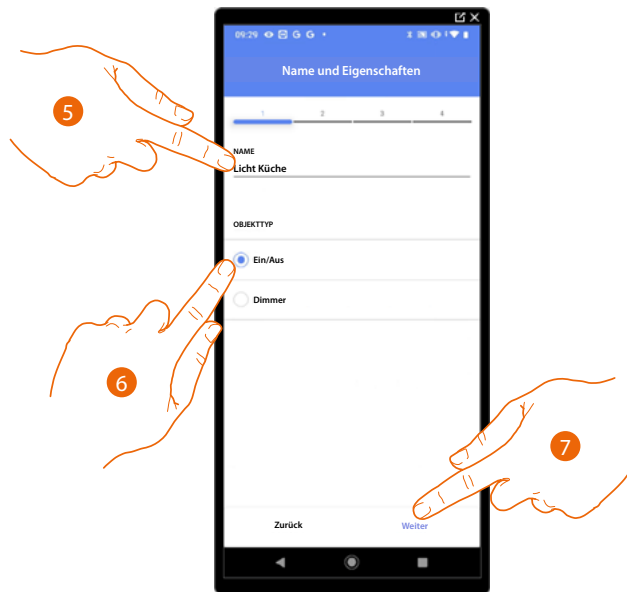 09:29 G G
Name und Eigenschaften
1 2 3 4
NAME
5
Licht Küche
OBJEKTTYP
Ein/Aus
Dimmer
6
7
Zurück Weiter